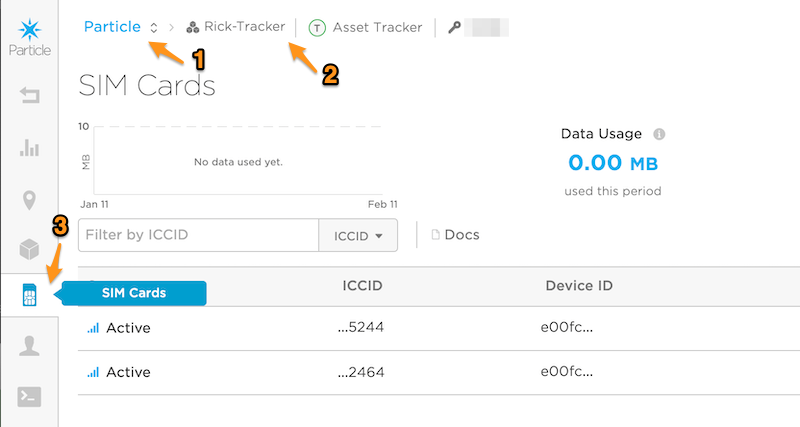 Particle
Particle Rick-Tracker T Asset Tracker
1
2
SIM Cards
10
MB
No data used yet.
Jan 11 Feb 11
Data Usage i
0.00 MB
used this period
3
Filter by ICCID ICCID Docs
SIM Cards ICCID Device ID
Active ...5244 e00fc...
Active ...2464 e00fc...